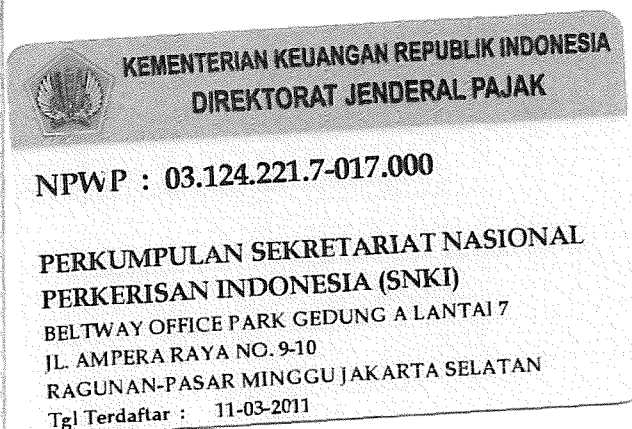 KEMENTERIAN KEUANGAN REPUBLIK INDONESIA
DIREKTORAT JENDERAL PAJAK
NPWP : 03.124.221.7-017.000
PERKUMPULAN SEKRETARIAT NASIONAL
PERKERISAN INDONESIA (SNKI)
BELTWAY OFFICE PARK GEDUNG A LANTAI 7
JL. AMPERA RAYA NO. 9-10
RAGUNAN-PASAR MINGGU JAKARTA SELATAN
Tgl Terdaftar : 11-03-2011